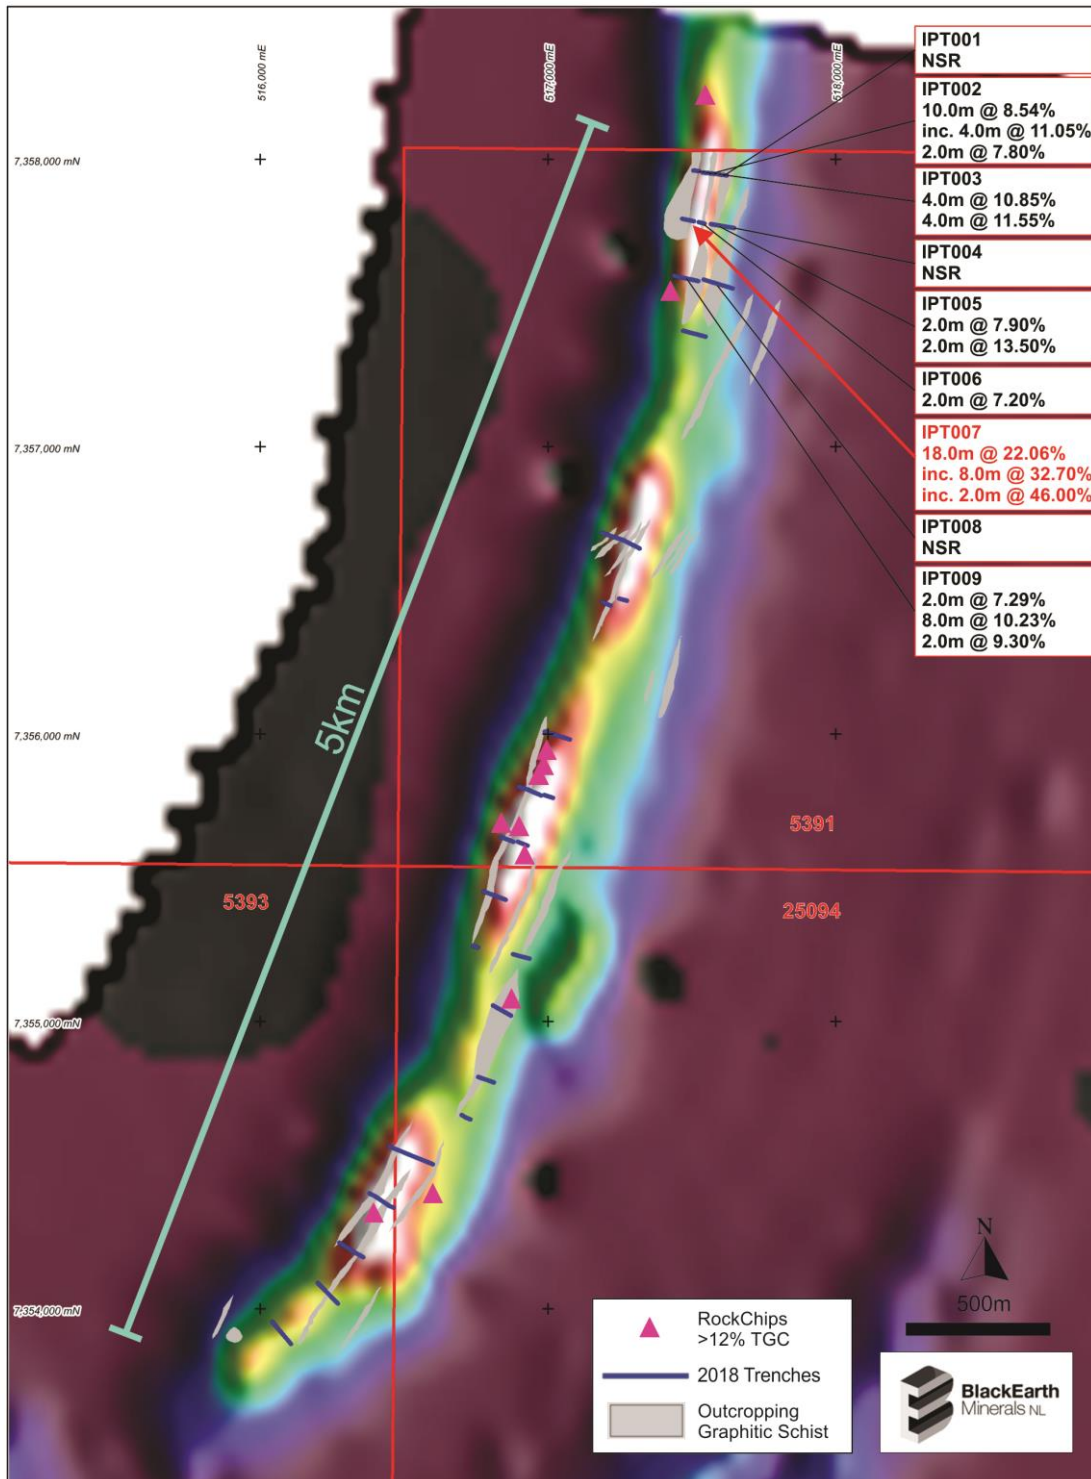 516,000 mE
517,000 mE
518,000 mE
7,358,000 mN
7,357,000 mN
7,356,000 mN
7,355,000 mN
7,354,000 mN
IPT001
NSR
IPT002
10.0m @ 8.54%
inc. 4.0m @ 11.05%
2.0m @ 7.80%
IPT003
4.0m @ 10.85%
4.0m @ 11.55%
IPT004
NSR
IPT005
2.0m @ 7.90%
2.0m @ 13.50%
IPT006
2.0m @ 7.20%
IPT007
18.0m @ 22.06%
inc. 8.0m @ 32.70%
inc. 2.0m @ 46.00%
IPT008
NSR
IPT009
2.0m @ 7.29%
8.0m @ 10.23%
2.0m @ 9.30%
5km
5391
5393
25094
N
500m
RockChips
>12% TGC
2018 Trenches
Outcropping
Graphitic Schist
BlackEarth
Minerals NL